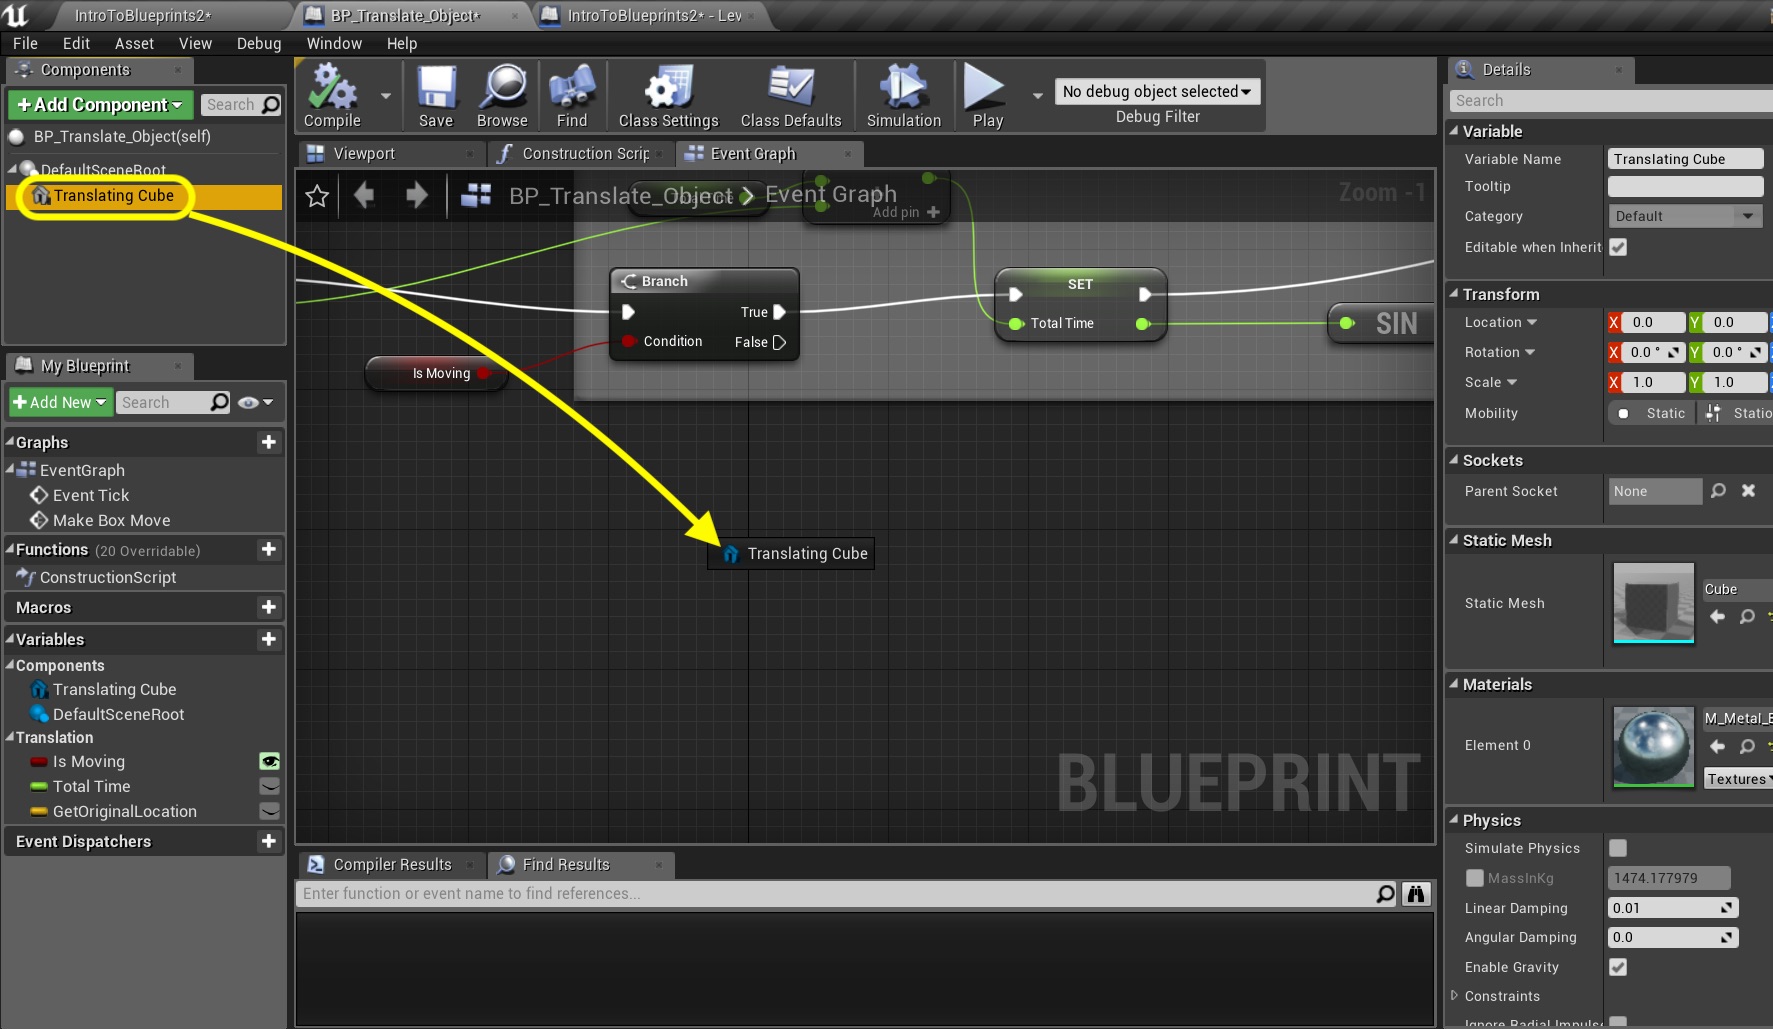 IntroToBlueprints2*
BP_Translate_Object*
IntroToBlueprints2* - Lev
File Edit Asset View Debug Window Help
Components
+Add Component
Search
BP_Translate_Object(self)
DefaultSceneRoot
Translating Cube
Compile
Save
Browse
Find
Class Settings
Class Defaults
Simulation
Play
No debug object selected
Debug Filter
Viewport
Construction Scrip
Event Graph
BP_Translate_Object > Event Graph
Zoom -1
Add pin +
Branch
True
Condition
False
Is Moving
SET
Total Time
SIN
Translating Cube
BLUEPRINT
My Blueprint
+Add New
Search
Graphs
EventGraph
Event Tick
Make Box Move
Functions (20 Overridable)
ConstructionScript
Macros
Variables
Components
Translating Cube
DefaultSceneRoot
Translation
Is Moving
Total Time
GetOriginalLocation
Event Dispatchers
Compiler Results
Find Results
Enter function or event name to find references...
Details
Search
Variable
Variable Name Translating Cube
Tooltip
Category Default
Editable when Inherit
Transform
Location X 0.0 Y 0.0
Rotation X 0.0 ° Y 0.0 °
Scale X 1.0 Y 1.0
Mobility Static Statio
Sockets
Parent Socket None
Static Mesh
Static Mesh Cube
Materials
Element 0 M_Metal_B
Textures
Physics
Simulate Physics
MassInKg 1474.177979
Linear Damping 0.01
Angular Damping 0.0
Enable Gravity
Constraints
Ignore Radial Impuls